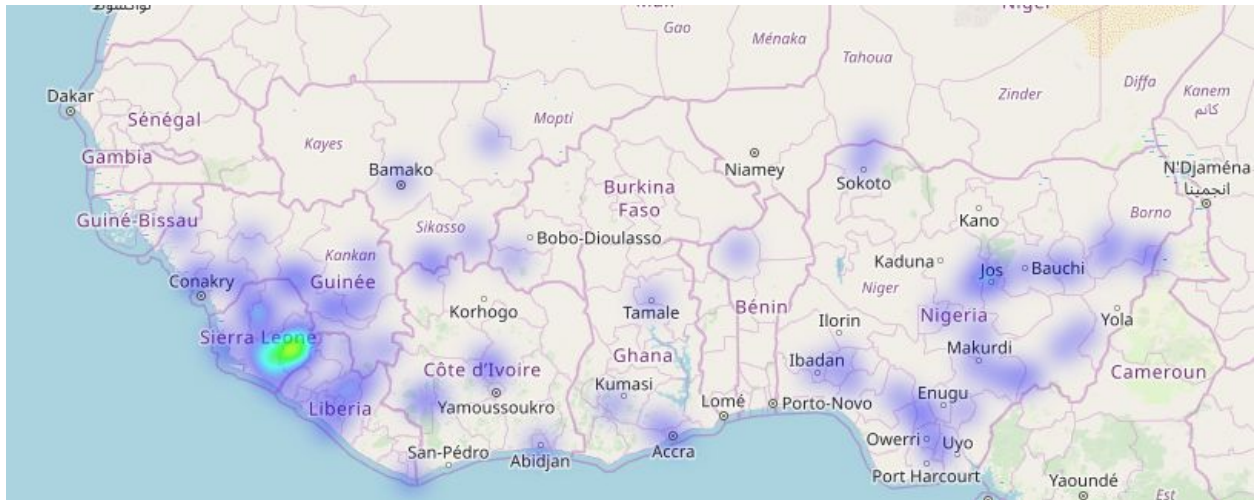 نواكشوط
Mali
Niger
Gao
Ménaka
Tahoua
Diffa
Kanem
كانم
Zinder
Dakar
Sénégal
Mopti
Kayes
Gambia
Bamako
Niamey
Sokoto
N'Djaména
انجمينا
Burkina
Faso
Kano
Borno
Guiné-Bissau
Sikasso
Bobo-Dioulasso
Kankan
Kaduna
Jos
Bauchi
Conakry
Guinée
Niger
Korhogo
Tamale
Bénin
Ilorin
Nigeria
Yola
Sierra Leone
Ghana
Makurdi
Ibadan
Côte d'Ivoire
Cameroun
Kumasi
Enugu
Liberia
Yamoussoukro
Lomé
Porto-Novo
Owerri
Uyo
San-Pédro
Abidjan
Accra
Port Harcourt
Yaoundé
Est